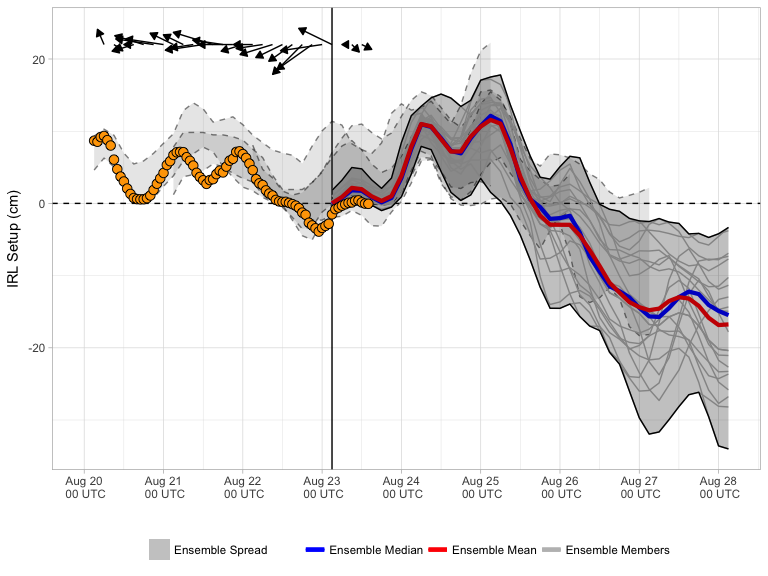 IRL Setup (cm)
20
0
-20
Aug 20 Aug 21 Aug 22 Aug 23 Aug 24 Aug 25 Aug 26 Aug 27 Aug 28
00 UTC 00 UTC 00 UTC 00 UTC 00 UTC 00 UTC 00 UTC 00 UTC 00 UTC
Ensemble Spread Ensemble Median Ensemble Mean Ensemble Members